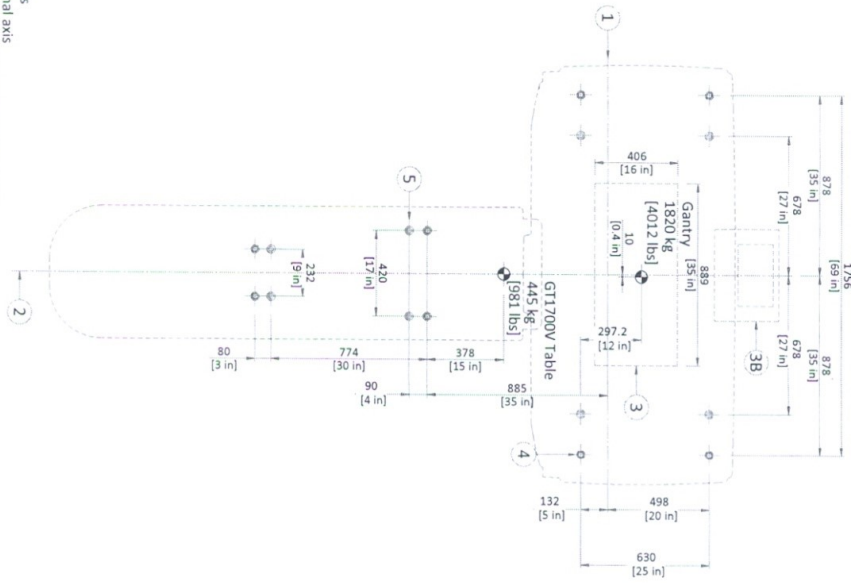 1
1756
[69 in]
878
[35 in]
878
[35 in]
678
[27 in]
678
[27 in]
3B
406
[16 in]
Gantry
1820 kg
[4012 lbs]
889
[35 in]
10
[0.4 in]
297.2
[12 in]
3
4
498
[20 in]
132
[5 in]
630
[25 in]
GT1700V Table
445 kg
[981 lbs]
5
420
[17 in]
232
[9 in]
2
378
[15 in]
885
[35 in]
774
[30 in]
90
[4 in]
80
[3 in]
s
nal axis